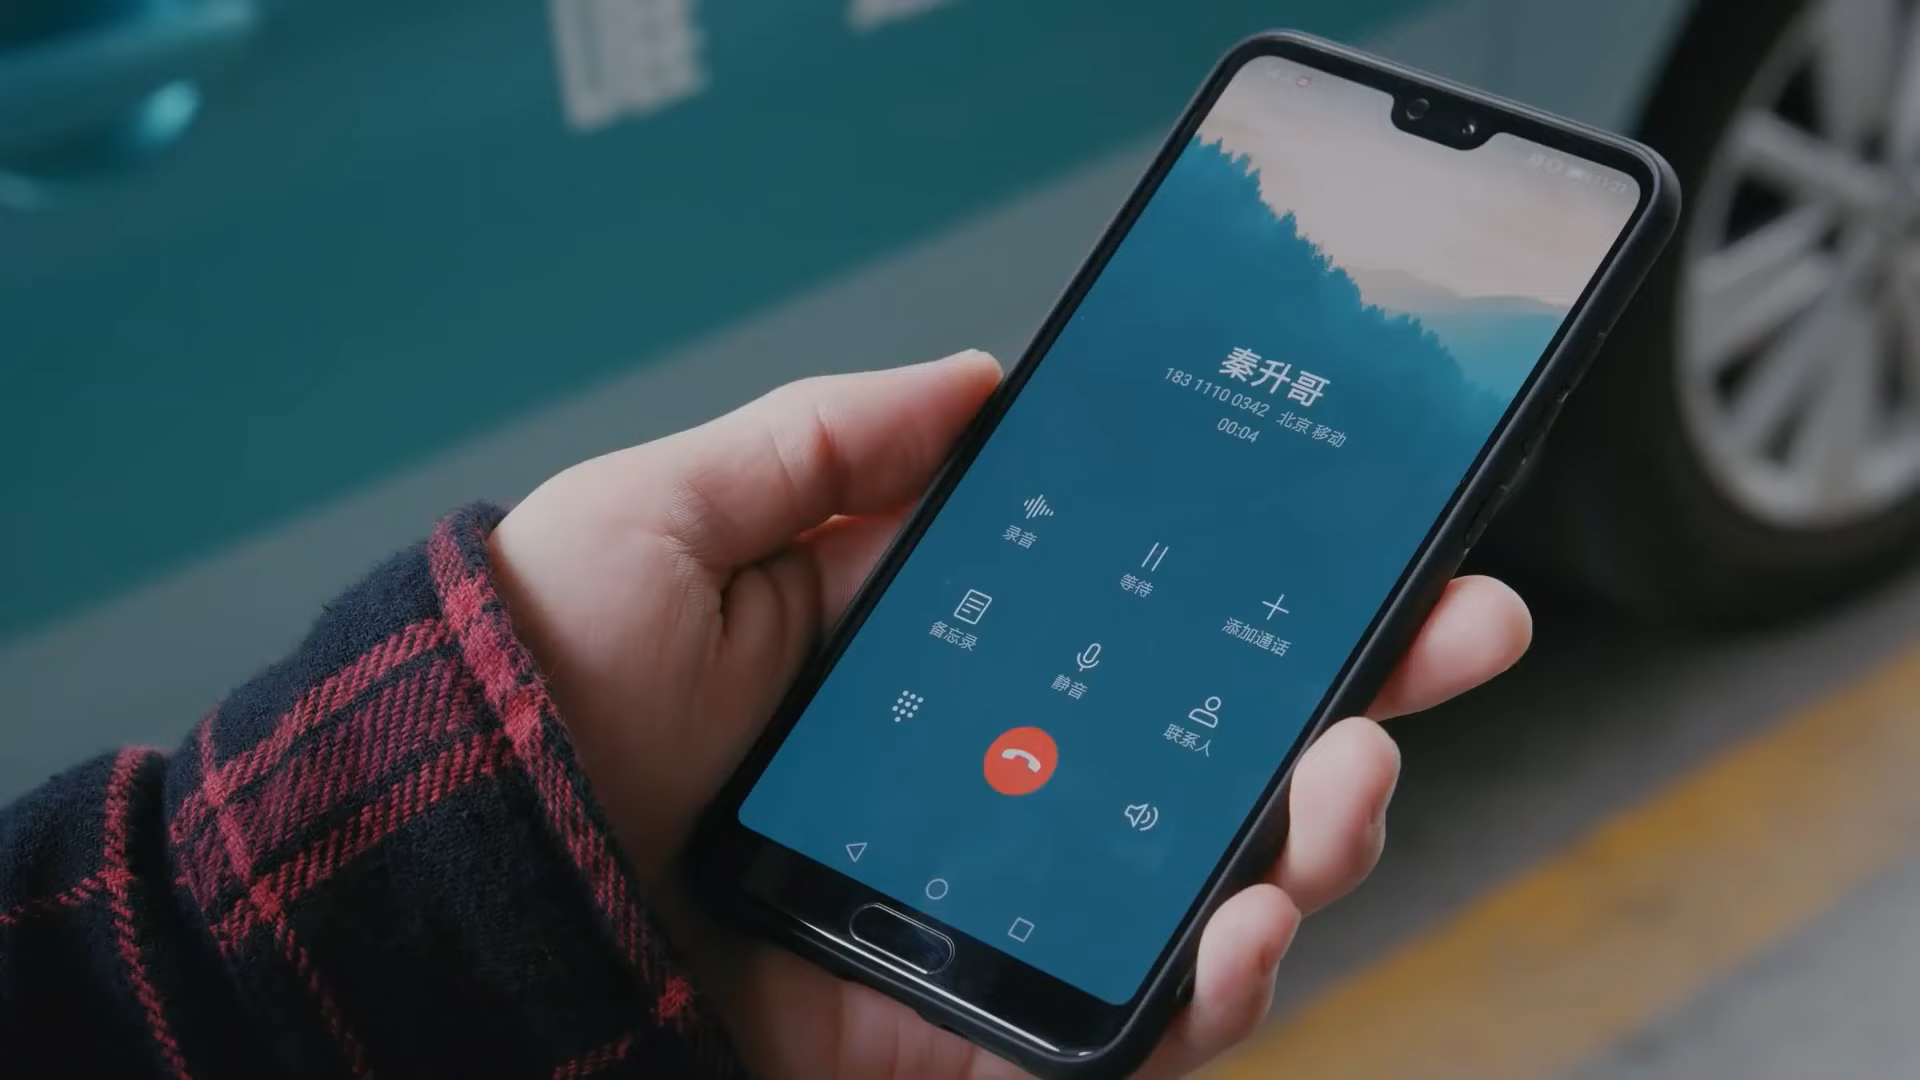 秦升哥
183 1110 0342 北京 移动
00:04
录音
等待
添加通话
备忘录
静音
联系人